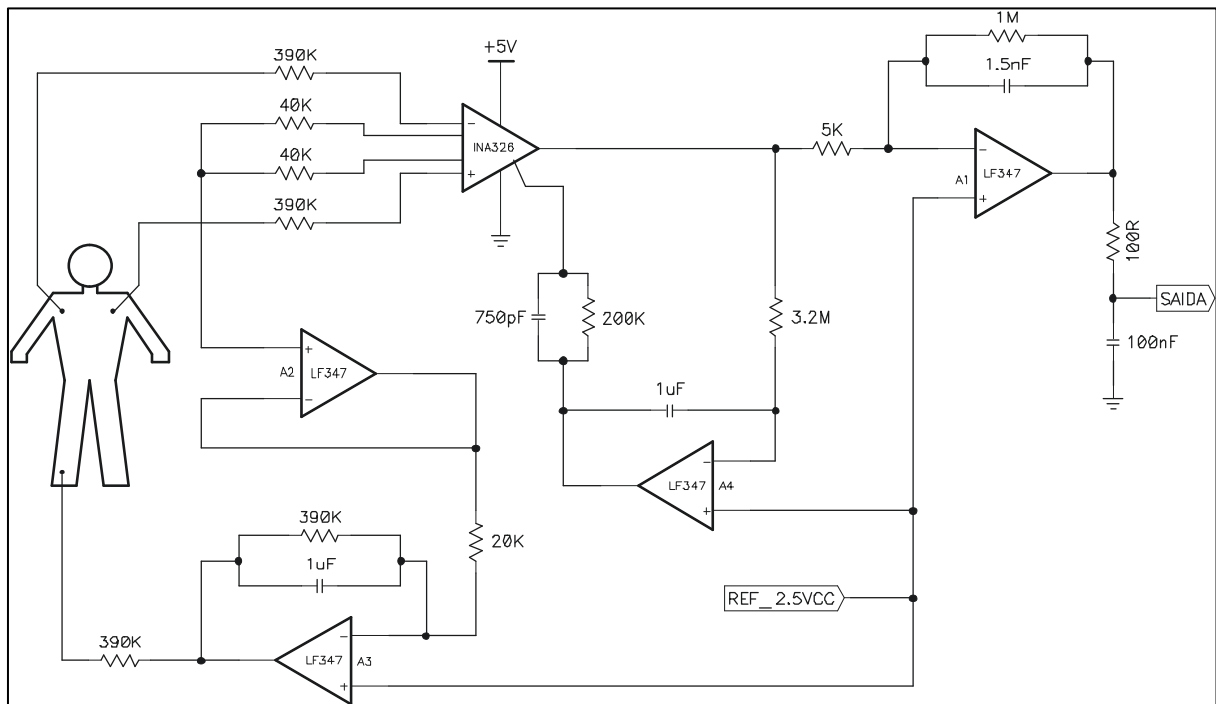 1M
390K
+5V
1.5nF
40K
5K
-
INA326
-
LF347
A1
40K
+
+
390K
100R
SAIDA
750pF
200K
3.2M
100nF
+
A2
LF347
-
1uF
-
LF347
A4
+
390K
20K
1uF
REF_2.5VCC
390K
-
LF347
A3
+